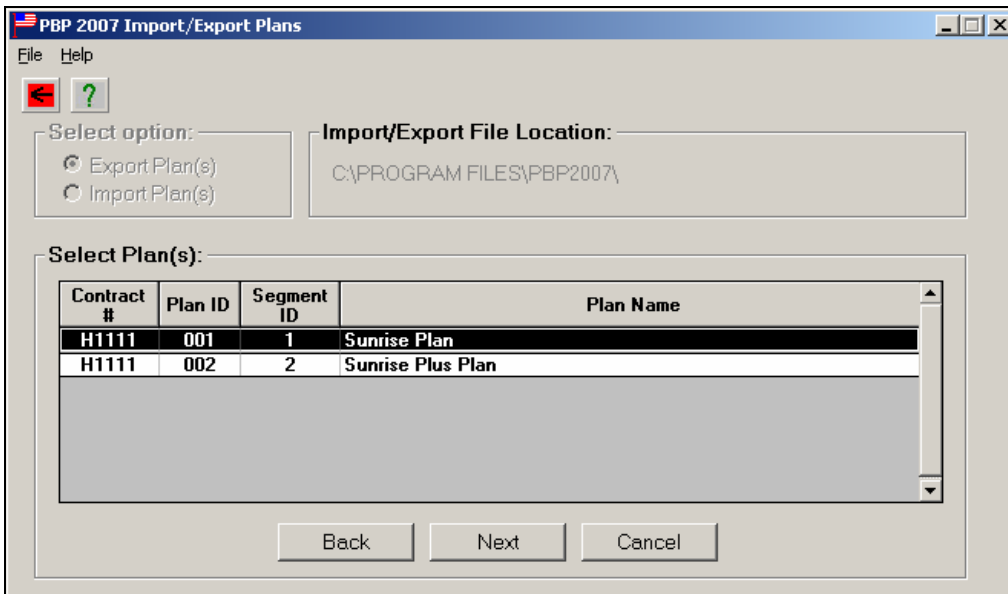 PBP 2007 Import/Export Plans
File Help
?
Select option:
Export Plan(s)
Import Plan(s)
Import/Export File Location:
C:\PROGRAM FILES\PBP2007\
Select Plan(s):
Contract # Plan ID Segment ID Plan Name
H1111 001 1 Sunrise Plan
H1111 002 2 Sunrise Plus Plan
Back Next Cancel